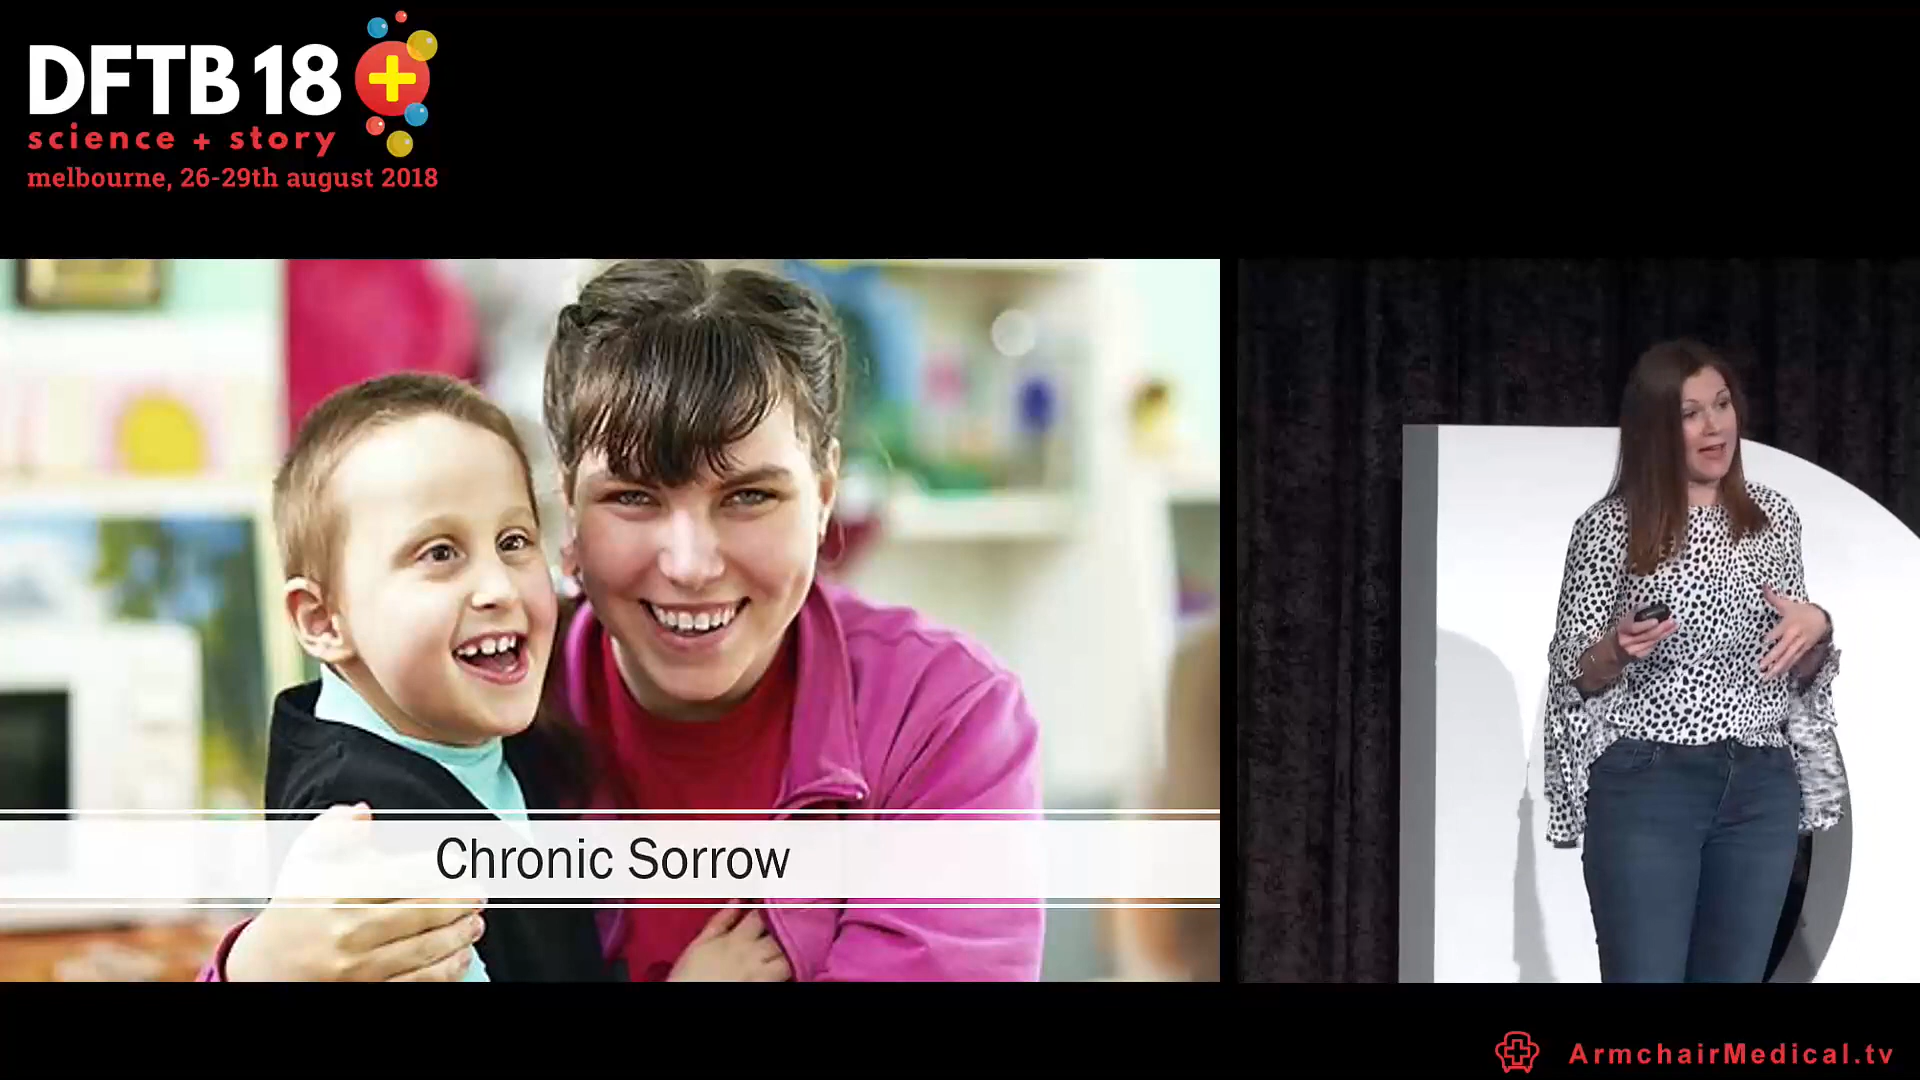 DFTB 18
science + story
melbourne, 26-29th august 2018
Chronic Sorrow
ArmchairMedical.tv